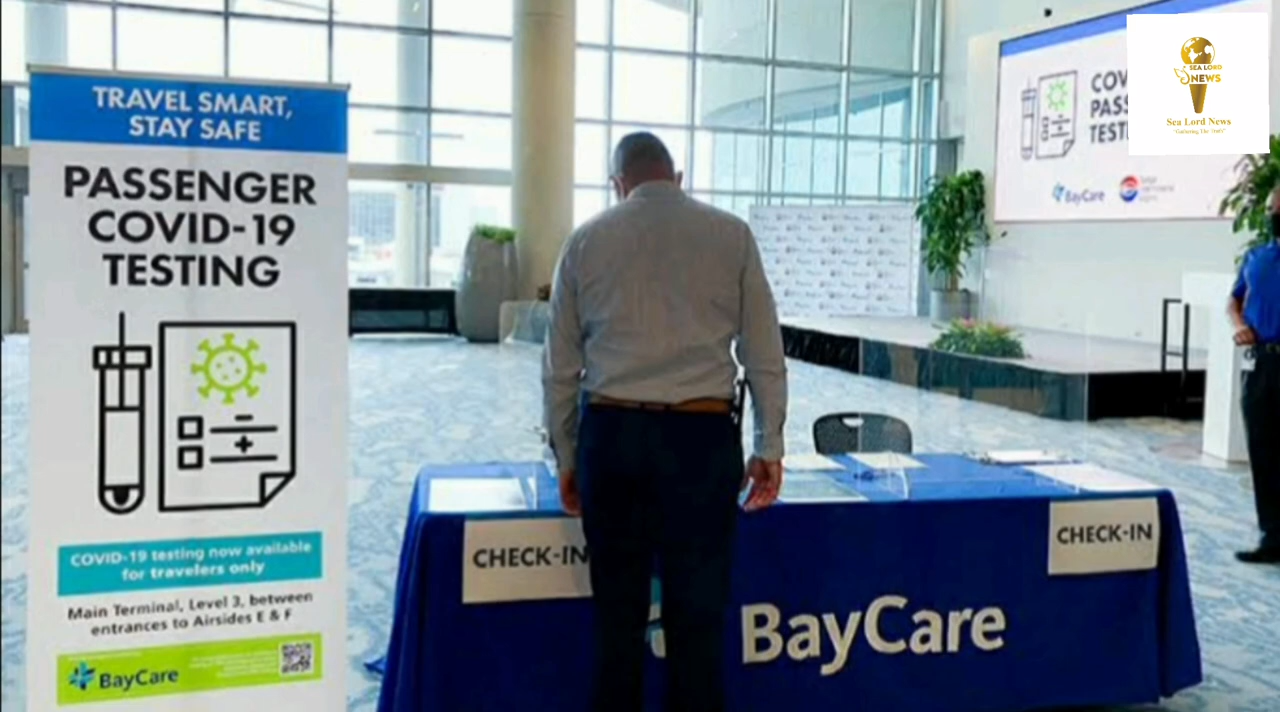 TRAVEL SMART,
STAY SAFE
PASSENGER
COVID-19
TESTING
COVID-19 testing now available
for travelers only
Main Terminal, Level 3, between
entrances to Airsides E & F
BayCare
CHECK-IN
CHECK-IN
BayCare
COV
PASS
TEST
BayCare
SEA LORD
NEWS
Sea Lord News